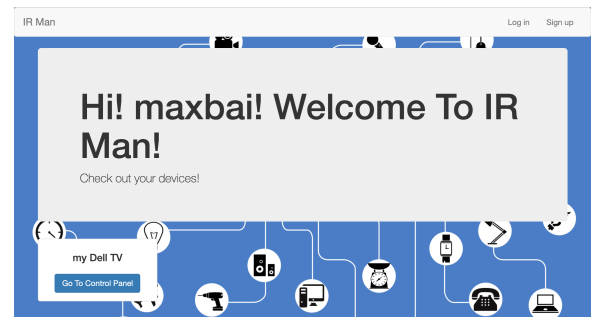 IR Man
Log in
Sign up
Hi! maxbai! Welcome To IR
Man!
Check out your devices!
my Dell TV
Go To Control Panel